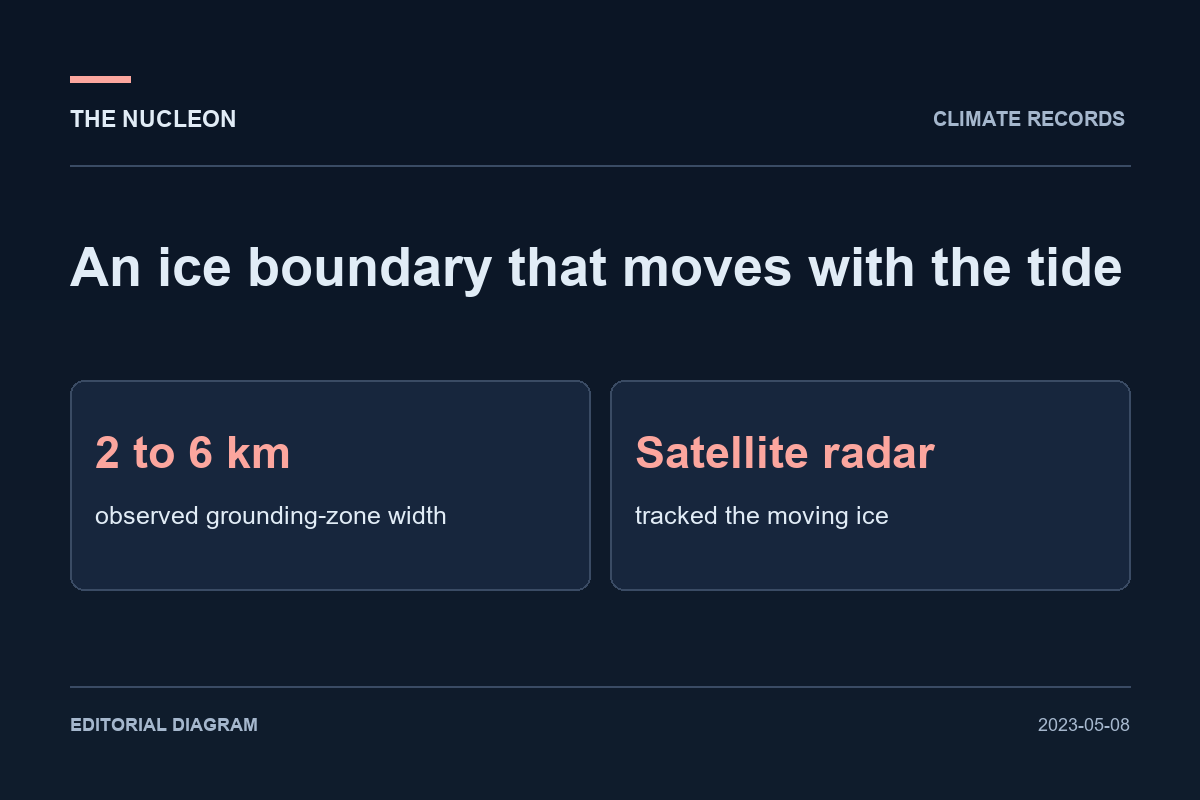 THE NUCLEON
CLIMATE RECORDS
An ice boundary that moves with the tide
2 to 6 km
observed grounding-zone width
Satellite radar
tracked the moving ice
EDITORIAL DIAGRAM
2023-05-08